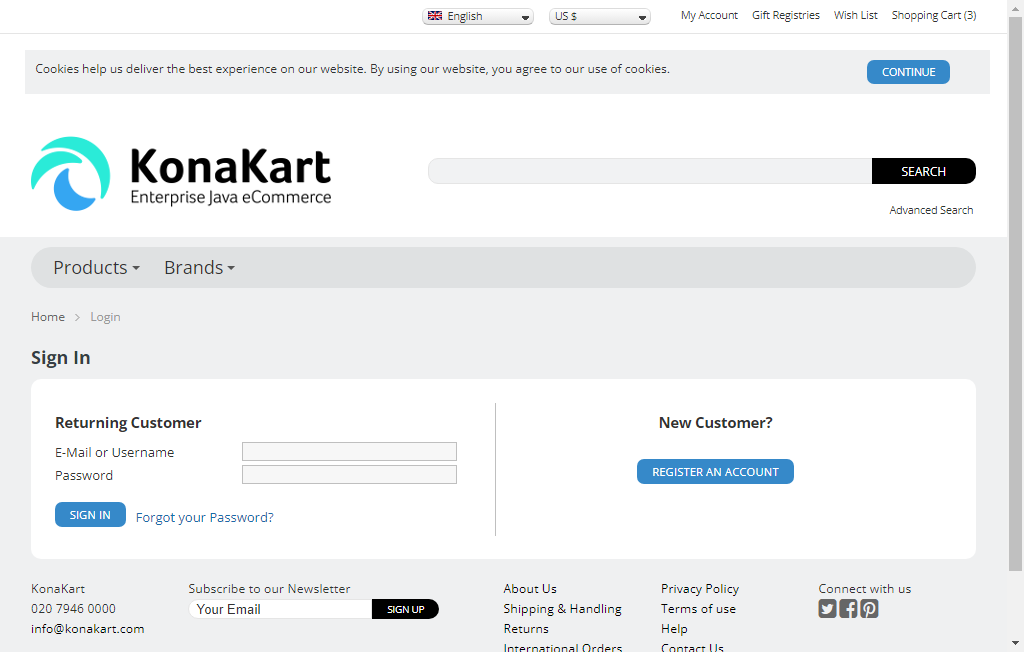 English
US $
My Account
Gift Registries
Wish List
Shopping Cart (3)
Cookies help us deliver the best experience on our website. By using our website, you agree to our use of cookies.
CONTINUE
KonaKart
Enterprise Java eCommerce
SEARCH
Advanced Search
Products
Brands
Home
Login
Sign In
Returning Customer
E-Mail or Username
Password
SIGN IN
Forgot your Password?
New Customer?
REGISTER AN ACCOUNT
KonaKart
020 7946 0000
info@konakart.com
Subscribe to our Newsletter
Your Email
SIGN UP
About Us
Shipping & Handling
Returns
International Orders
Privacy Policy
Terms of use
Help
Contact Us
Connect with us